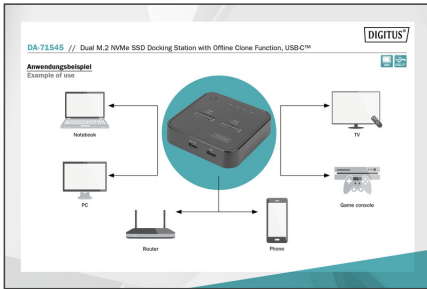 DIGITUS®
DA-71545 // Dual M.2 NVMe SSD Docking Station with Offline Clone Function, USB-C™
Anwendungsbeispiel
Example of use
Notebook
TV
PC
Game console
Router
Phone